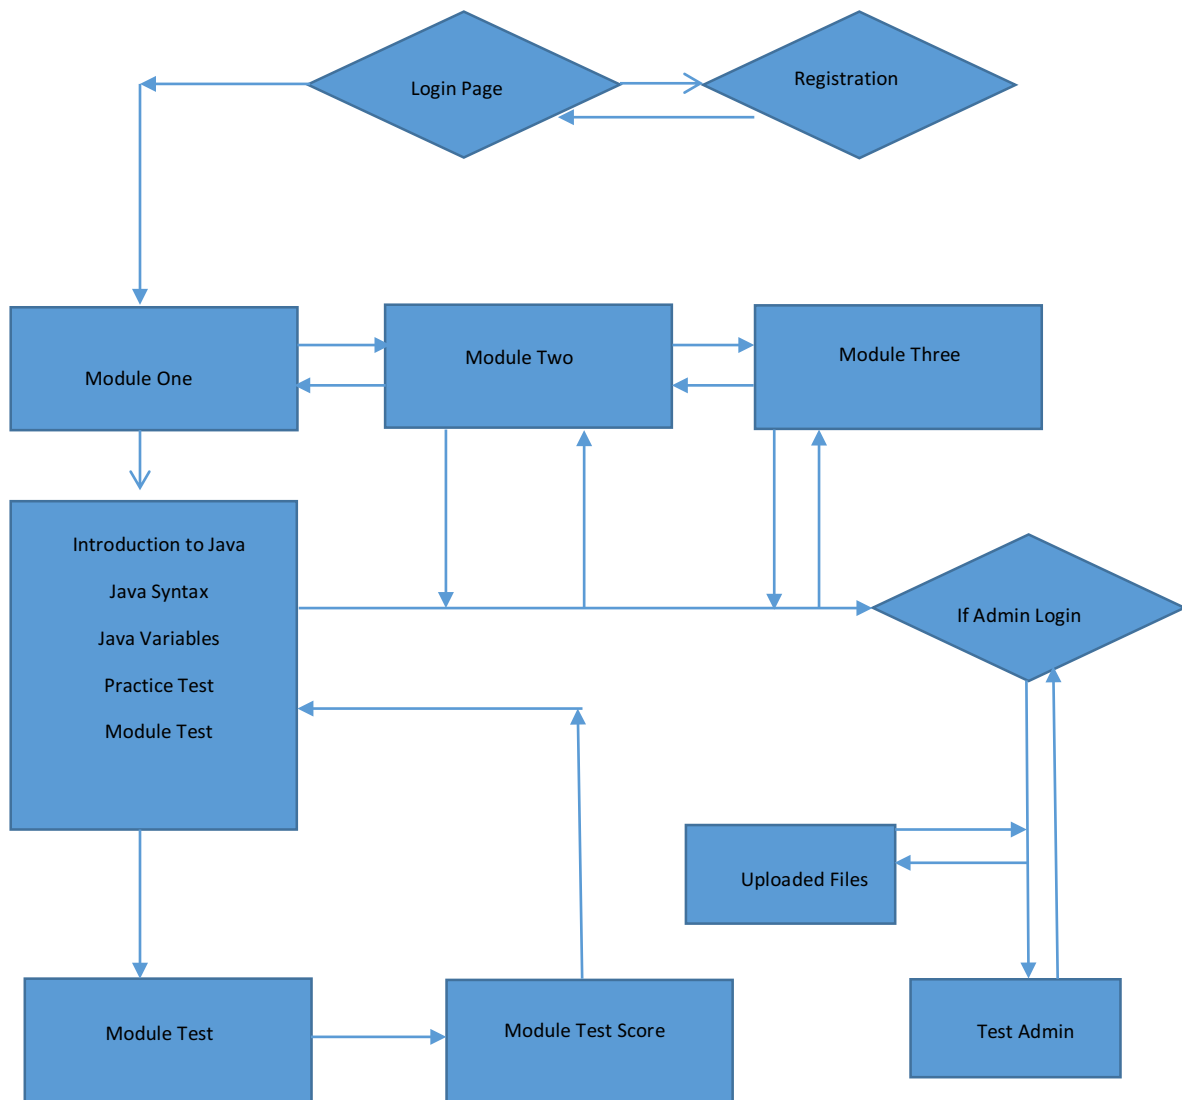 Login Page
Registration
Module One
Module Two
Module Three
Introduction to Java
Java Syntax
Java Variables
Practice Test
Module Test
If Admin Login
Uploaded Files
Module Test
Module Test Score
Test Admin